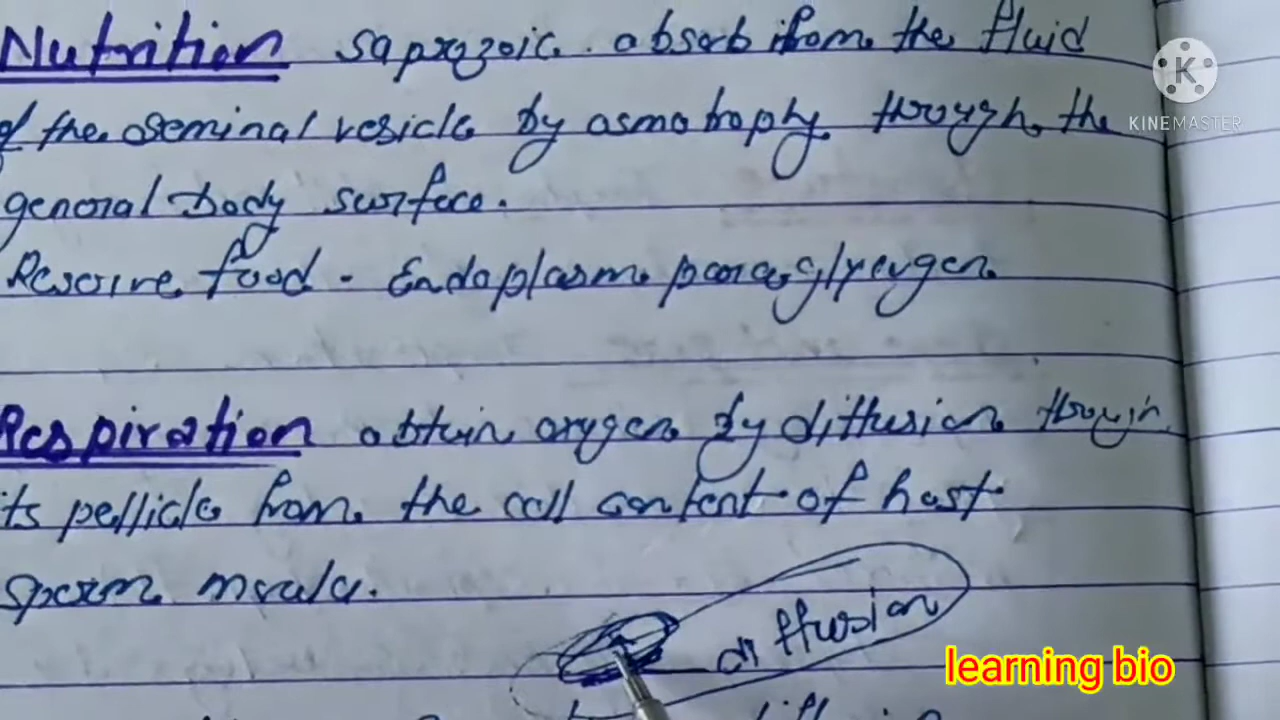 Nutrition saprozoic. absorb from the fluid
of the seminal vesicle by osmotrophy through the
general body surface.
Reserve food - Endoplasm paraglycogen
Respiration obtain oxygen by diffusion through
its pellicle from the cell content of host
sperm morula.
diffusion
K
KINEMASTER
learning bio